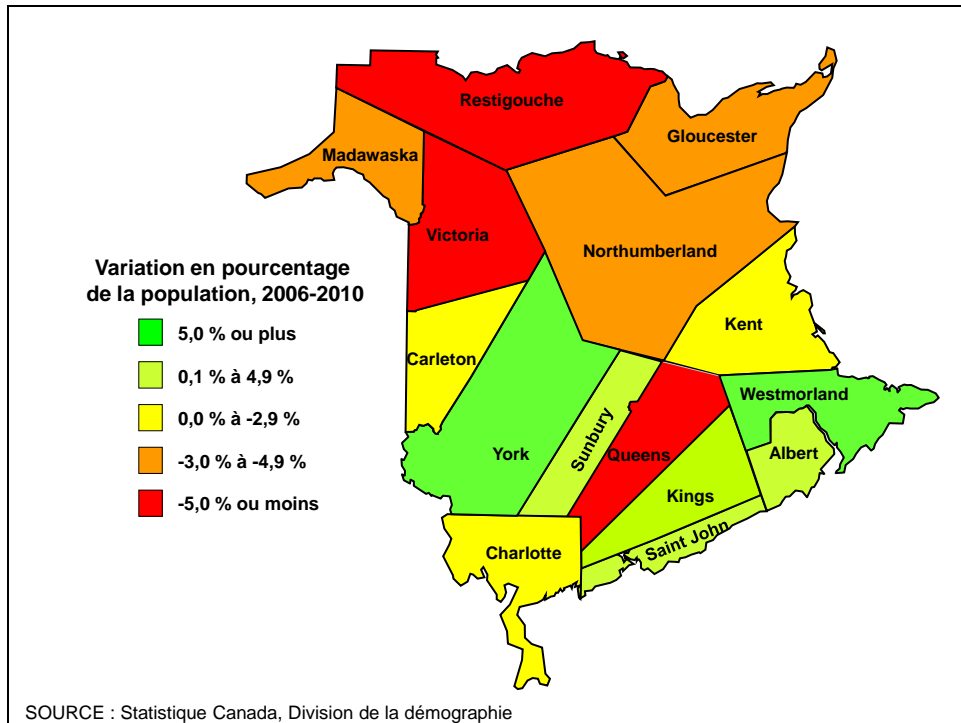 Restigouche
Gloucester
Madawaska
Victoria
Northumberland
Variation en pourcentage
de la population, 2006-2010
5,0 % ou plus
0,1 % à 4,9 %
0,0 % à -2,9 %
-3,0 % à -4,9 %
-5,0 % ou moins
Kent
Carleton
Westmorland
York
Sunbury
Queens
Albert
Kings
Saint John
Charlotte
SOURCE : Statistique Canada, Division de la démographie